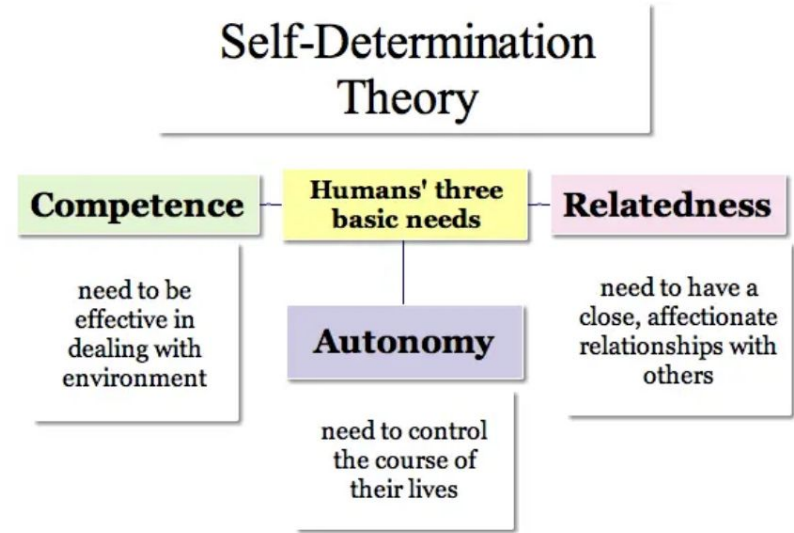 Self-Determination
Theory
Competence
Humans' three
basic needs
Relatedness
need to be
effective in
dealing with
environment
Autonomy
need to control
the course of
their lives
need to have a
close, affectionate
relationships with
others